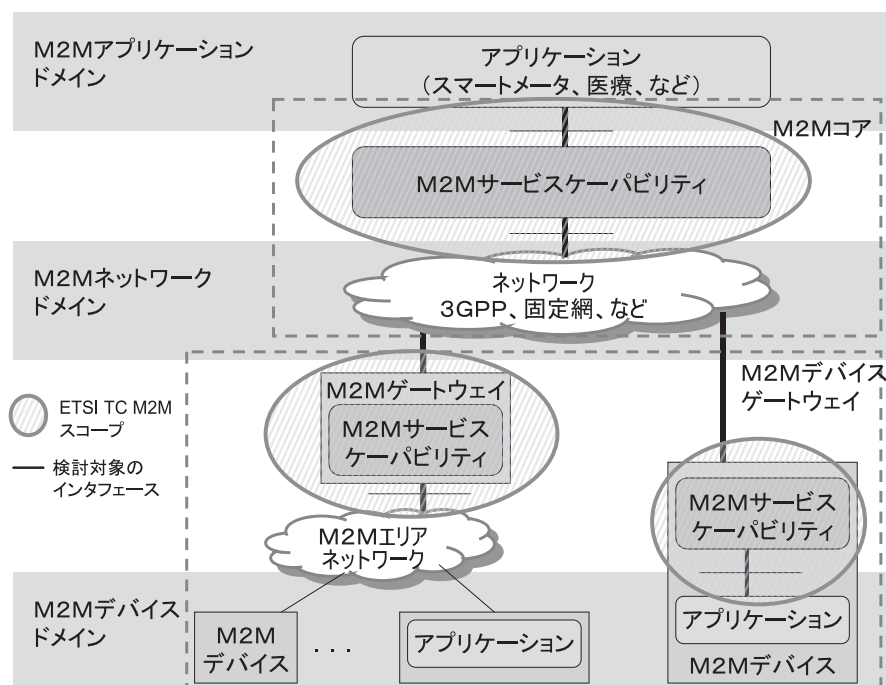 M2Mアプリケーション
ドメイン
アプリケーション
(スマートメータ、医療、など)
M2Mコア
M2Mサービスケーパビリティ
M2Mネットワーク
ドメイン
ネットワーク
3GPP、固定網、など
M2Mデバイス
ゲートウェイ
M2Mゲートウェイ
M2Mサービス
ケーパビリティ
ETSI TC M2M
スコープ
検討対象の
インタフェース
M2Mサービス
ケーパビリティ
M2Mエリア
ネットワーク
M2Mデバイス
ドメイン
M2M
デバイス
・・・
アプリケーション
アプリケーション
M2Mデバイス